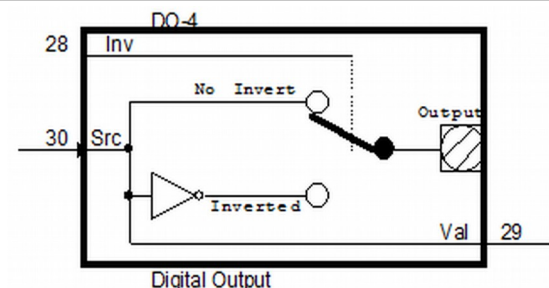 DO-4
28 Inv
No Invert
Output
30 Src
Inverted
Val 29
Digital Output